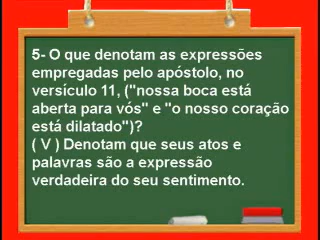 5- O que denotam as expressões
empregadas pelo apóstolo, no
versículo 11, ("nossa boca está
aberta para vós" e "o nosso coração
está dilatado")?
( V ) Denotam que seus atos e
palavras são a expressão
verdadeira do seu sentimento.